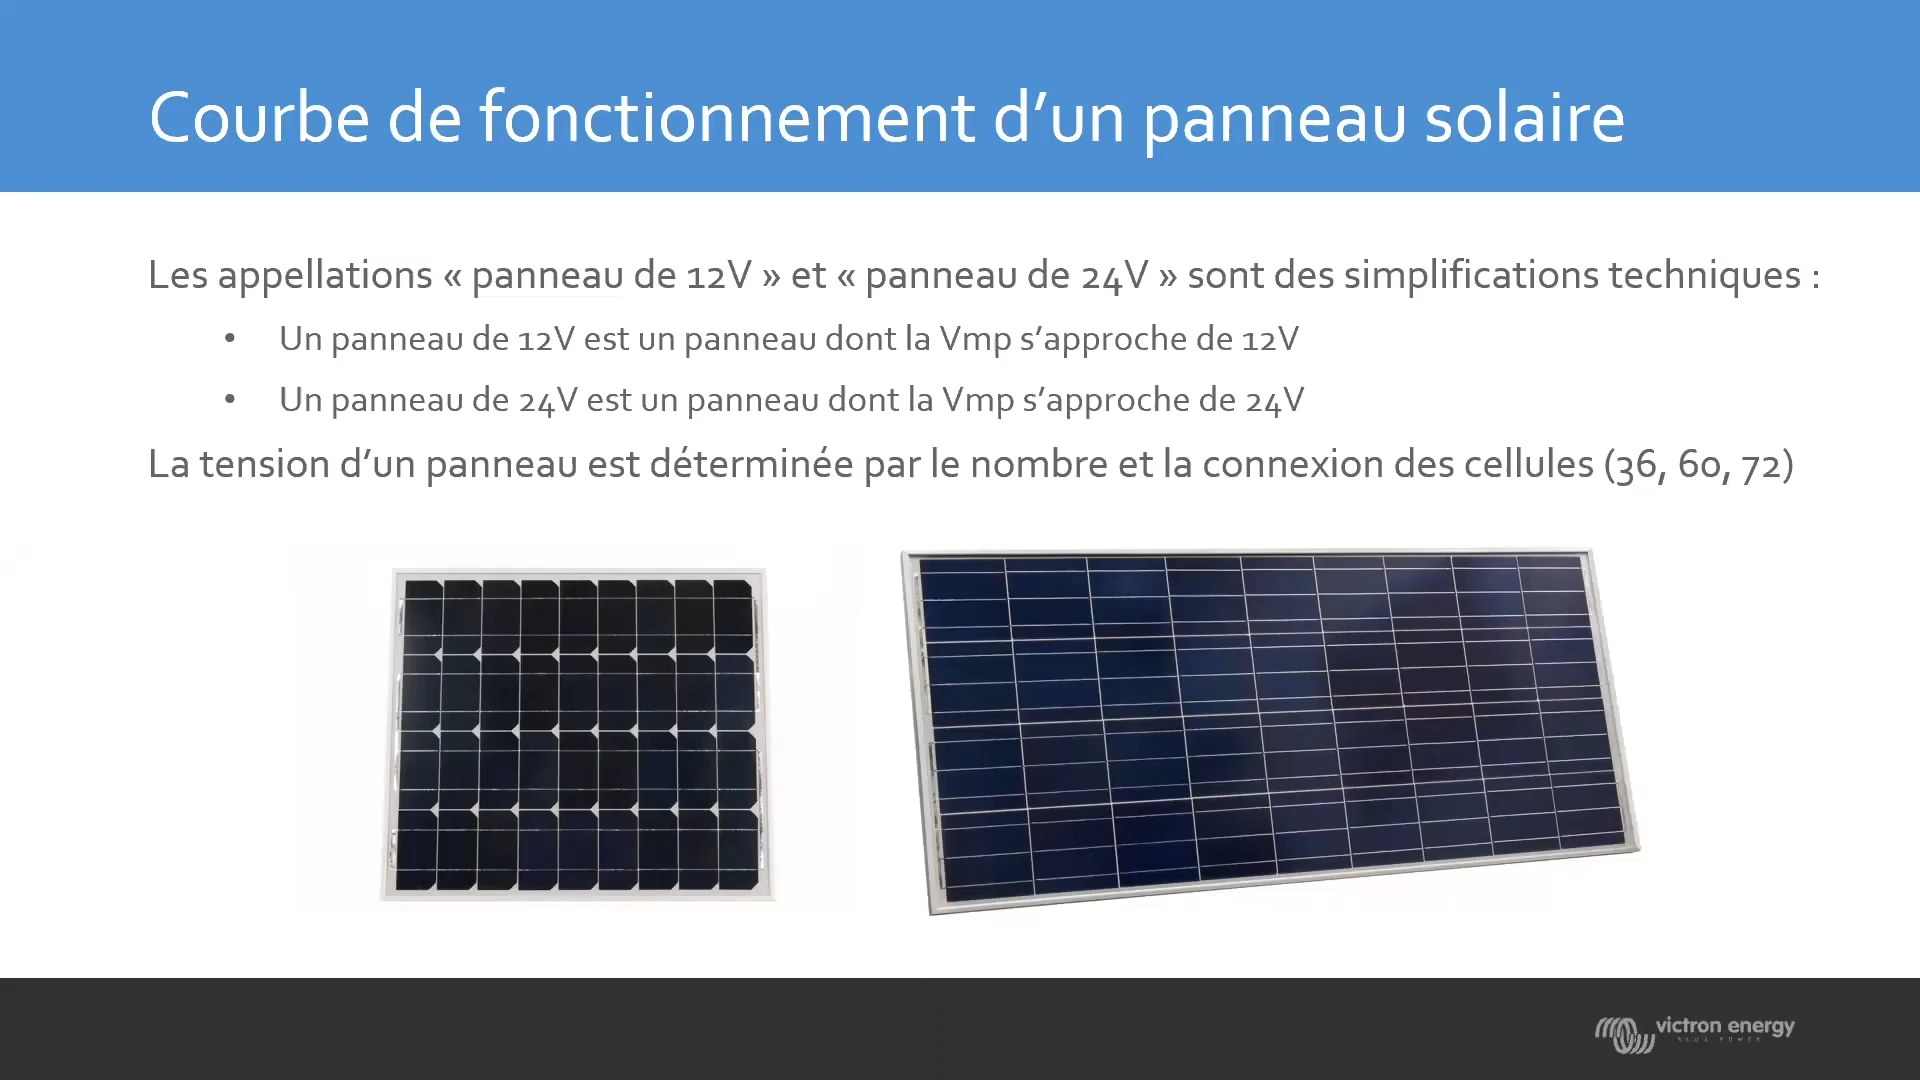 Courbe de fonctionnement d’un panneau solaire
Les appellations « panneau de 12V » et « panneau de 24V » sont des simplifications techniques :
• Un panneau de 12V est un panneau dont la Vmp s’approche de 12V
• Un panneau de 24V est un panneau dont la Vmp s’approche de 24V
La tension d’un panneau est déterminée par le nombre et la connexion des cellules (36, 60, 72)
victron energy
BLUE POWER